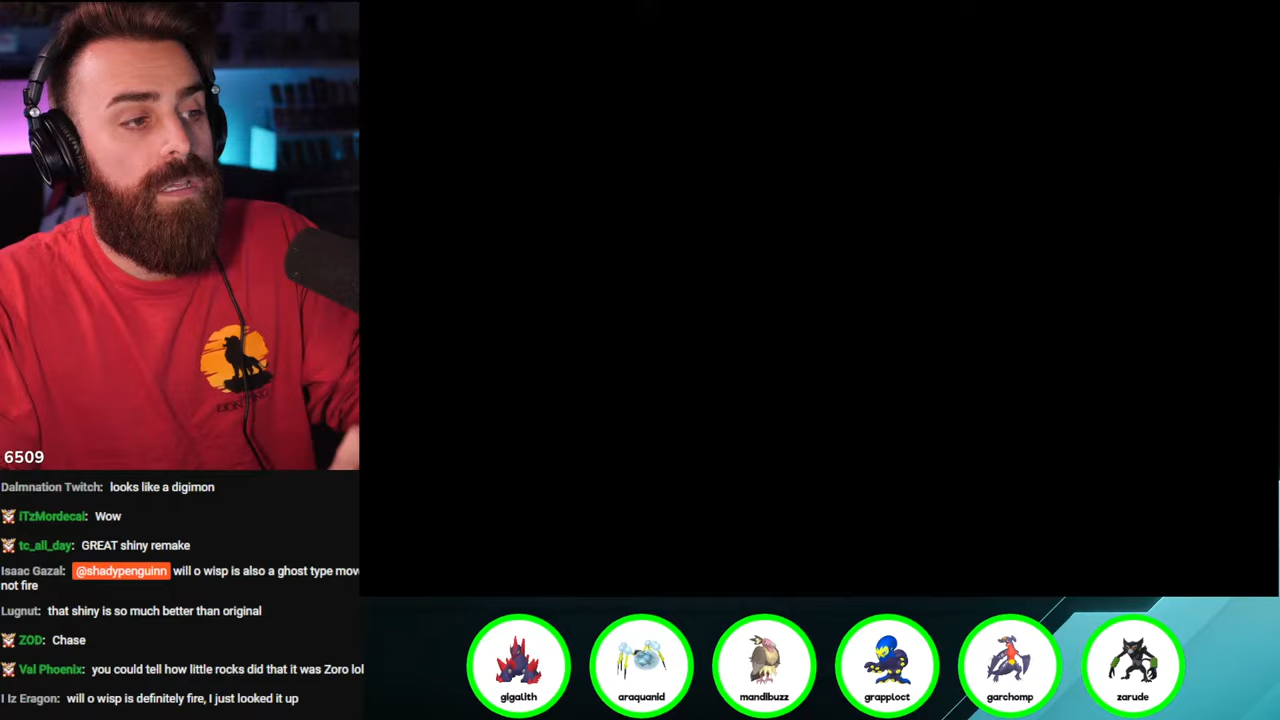 LION KING
6509
Dalmnation Twitch: looks like a digimon
iTzMordecai: Wow
tc_all_day: GREAT shiny remake
Isaac Gazal: @shadypenguinn will o wisp is also a ghost type mov
not fire
Lugnut: that shiny is so much better than original
ZOD: Chase
Val Phoenix: you could tell how little rocks did that it was Zoro lol
I Iz Eragon: will o wisp is definitely fire, I just looked it up
gigalith araquanid mandibuzz grapploct garchomp zarude